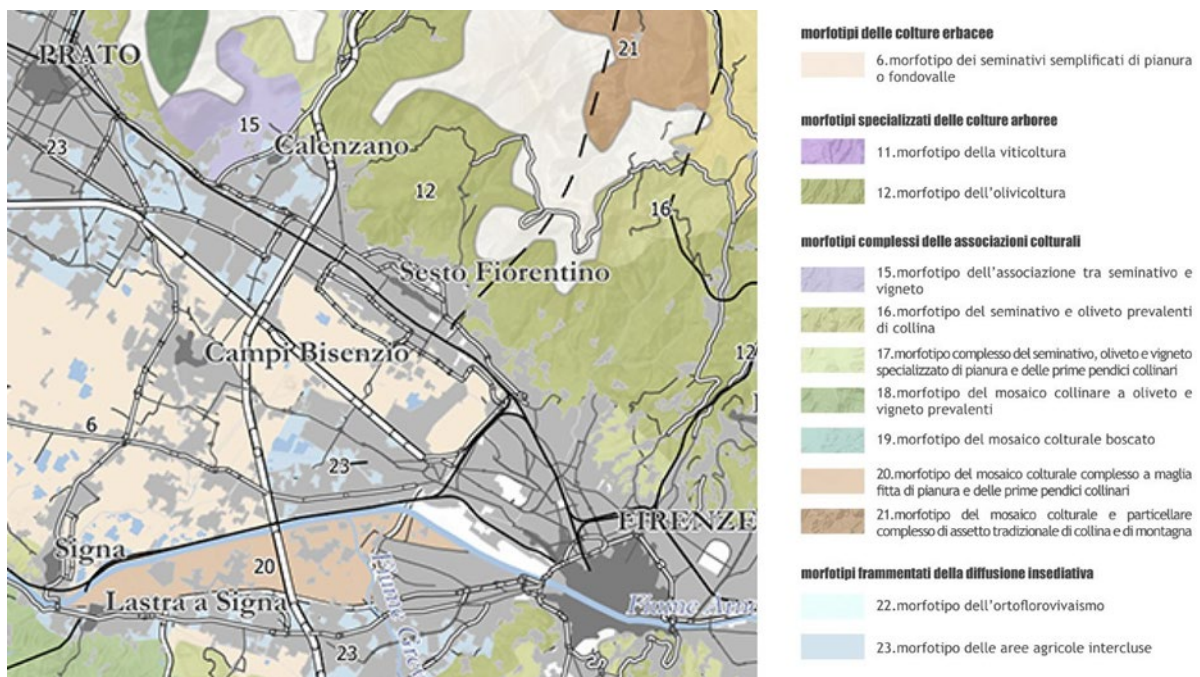 PRATO
21
15
23
Calenzano
12
16
Sesto Fiorentino
Campi Bisenzio
12
6
23
FIRENZE
Signa
20
Lastra a Signa
Fiume Arn
Fiume Gre
23
morfotipi delle colture erbacee
6.morfotipo dei seminativi semplificati di pianura
o fondovalle
morfotipi specializzati delle colture arboree
11.morfotipo della viticoltura
12.morfotipo dell'olivicoltura
morfotipi complessi delle associazioni colturali
15.morfotipo dell'associazione tra seminativo e
vigneto
16.morfotipo del seminativo e oliveto prevalenti
di collina
17.morfotipo complesso del seminativo, oliveto e vigneto
specializzato di pianura e delle prime pendici collinari
18.morfotipo del mosaico collinare a oliveto e
vigneto prevalenti
19.morfotipo del mosaico colturale boscato
20.morfotipo del mosaico colturale complesso a maglia
fitta di pianura e delle prime pendici collinari
21.morfotipo del mosaico colturale e particellare
complesso di assetto tradizionale di collina e di montagna
morfotipi frammentati della diffusione insediativa
22.morfotipo dell'ortoflorovivaismo
23.morfotipo delle aree agricole intercluse